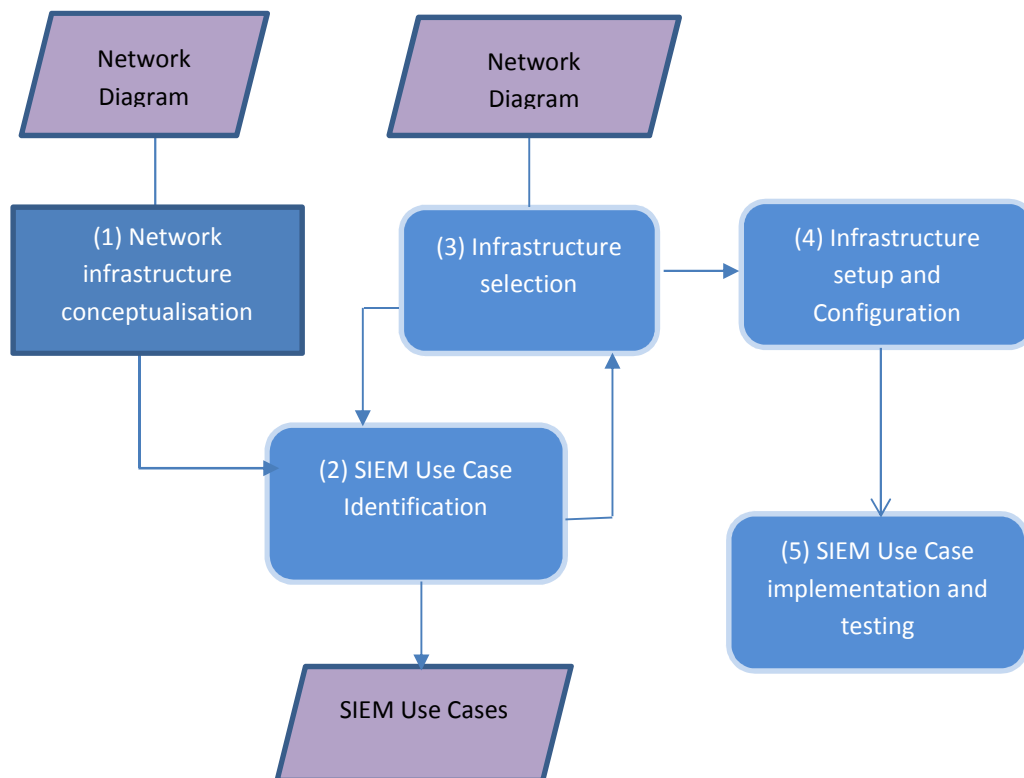 Network
Diagram
Network
Diagram
(1) Network
infrastructure
conceptualisation
(3) Infrastructure
selection
(4) Infrastructure
setup and
Configuration
(2) SIEM Use Case
Identification
(5) SIEM Use Case
implementation and
testing
SIEM Use Cases